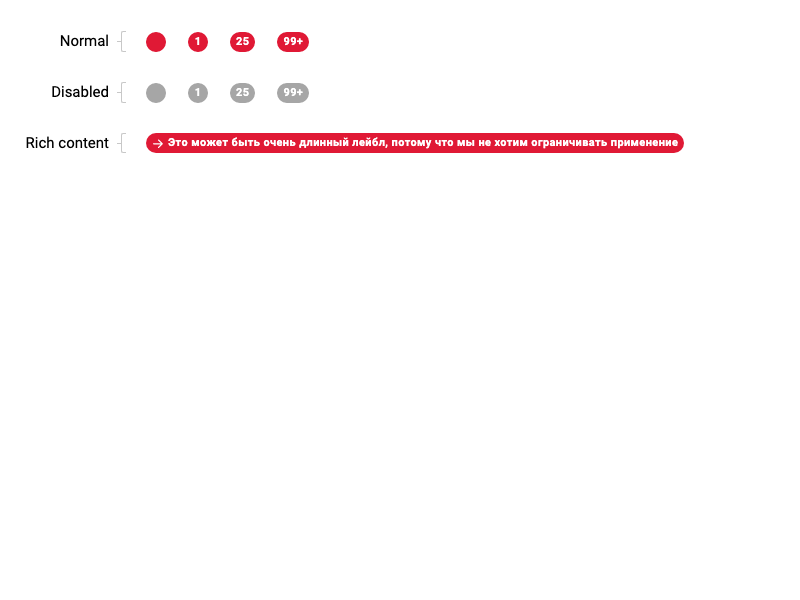 Normal 1 25 99+
Disabled 1 25 99+
Rich content → Это может быть очень длинный лейбл, потому что мы не хотим ограничивать применение